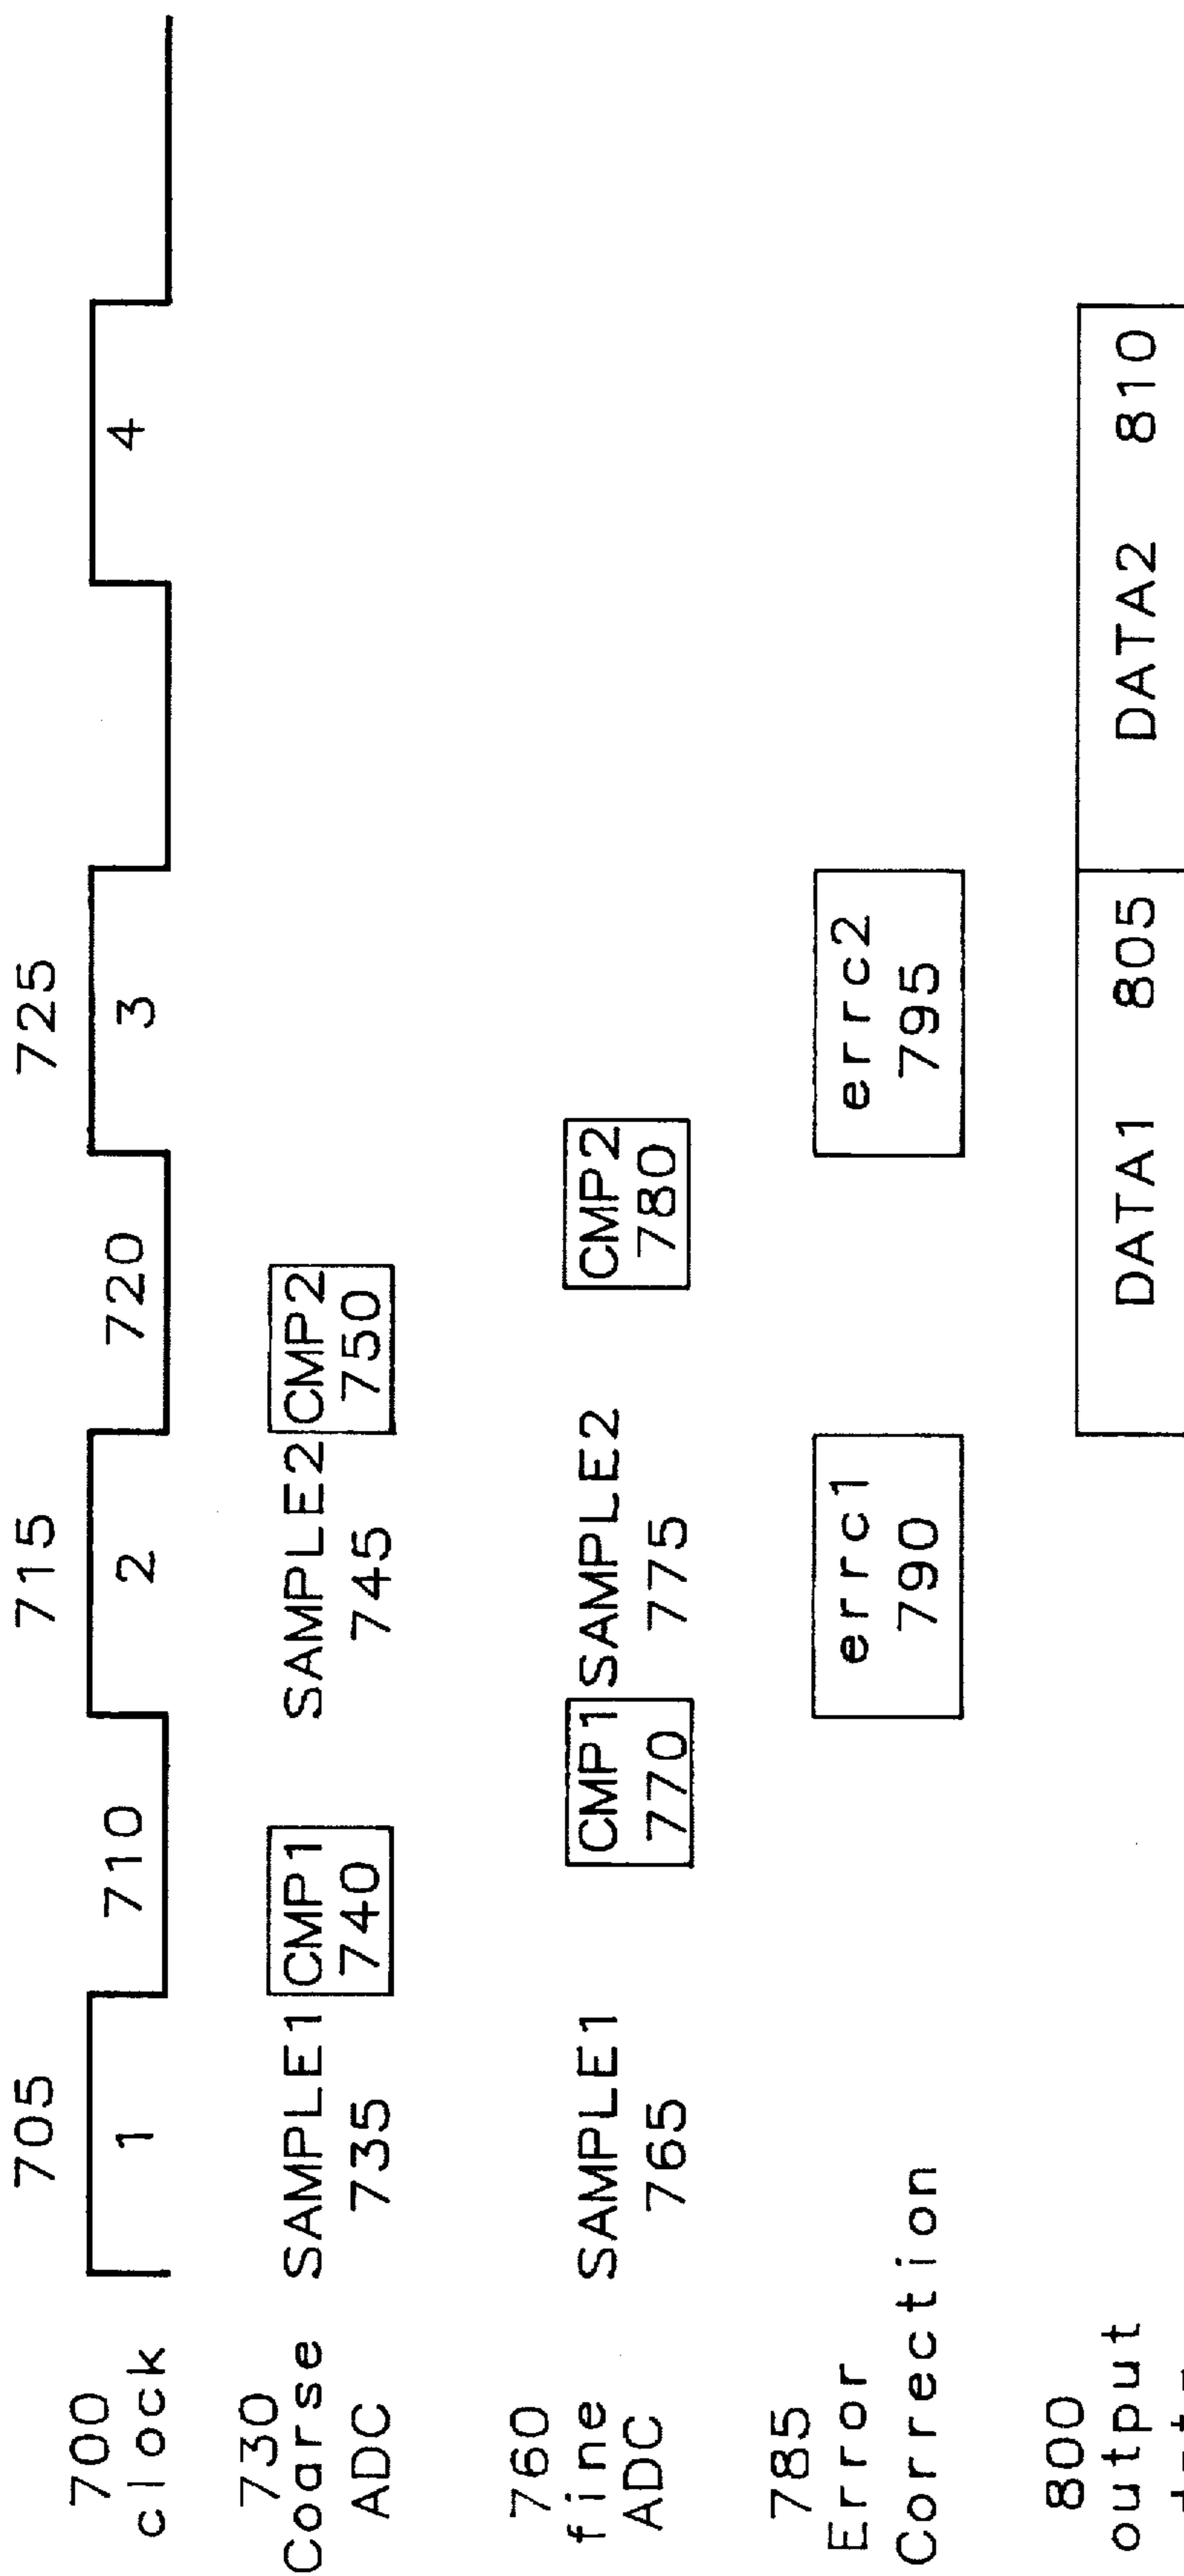 705 715 725
700
clock
1 710 2 720 3 4
730
Coarse
ADC
SAMPLE1 CMP1 SAMPLE2 CMP2
735 740 745 750
760
fine
ADC
SAMPLE1 CMP1 SAMPLE2 CMP2
765 770 775 780
785
Error
Correction
errc1 errc2
790 795
800
output
DATA1 805 DATA2 810